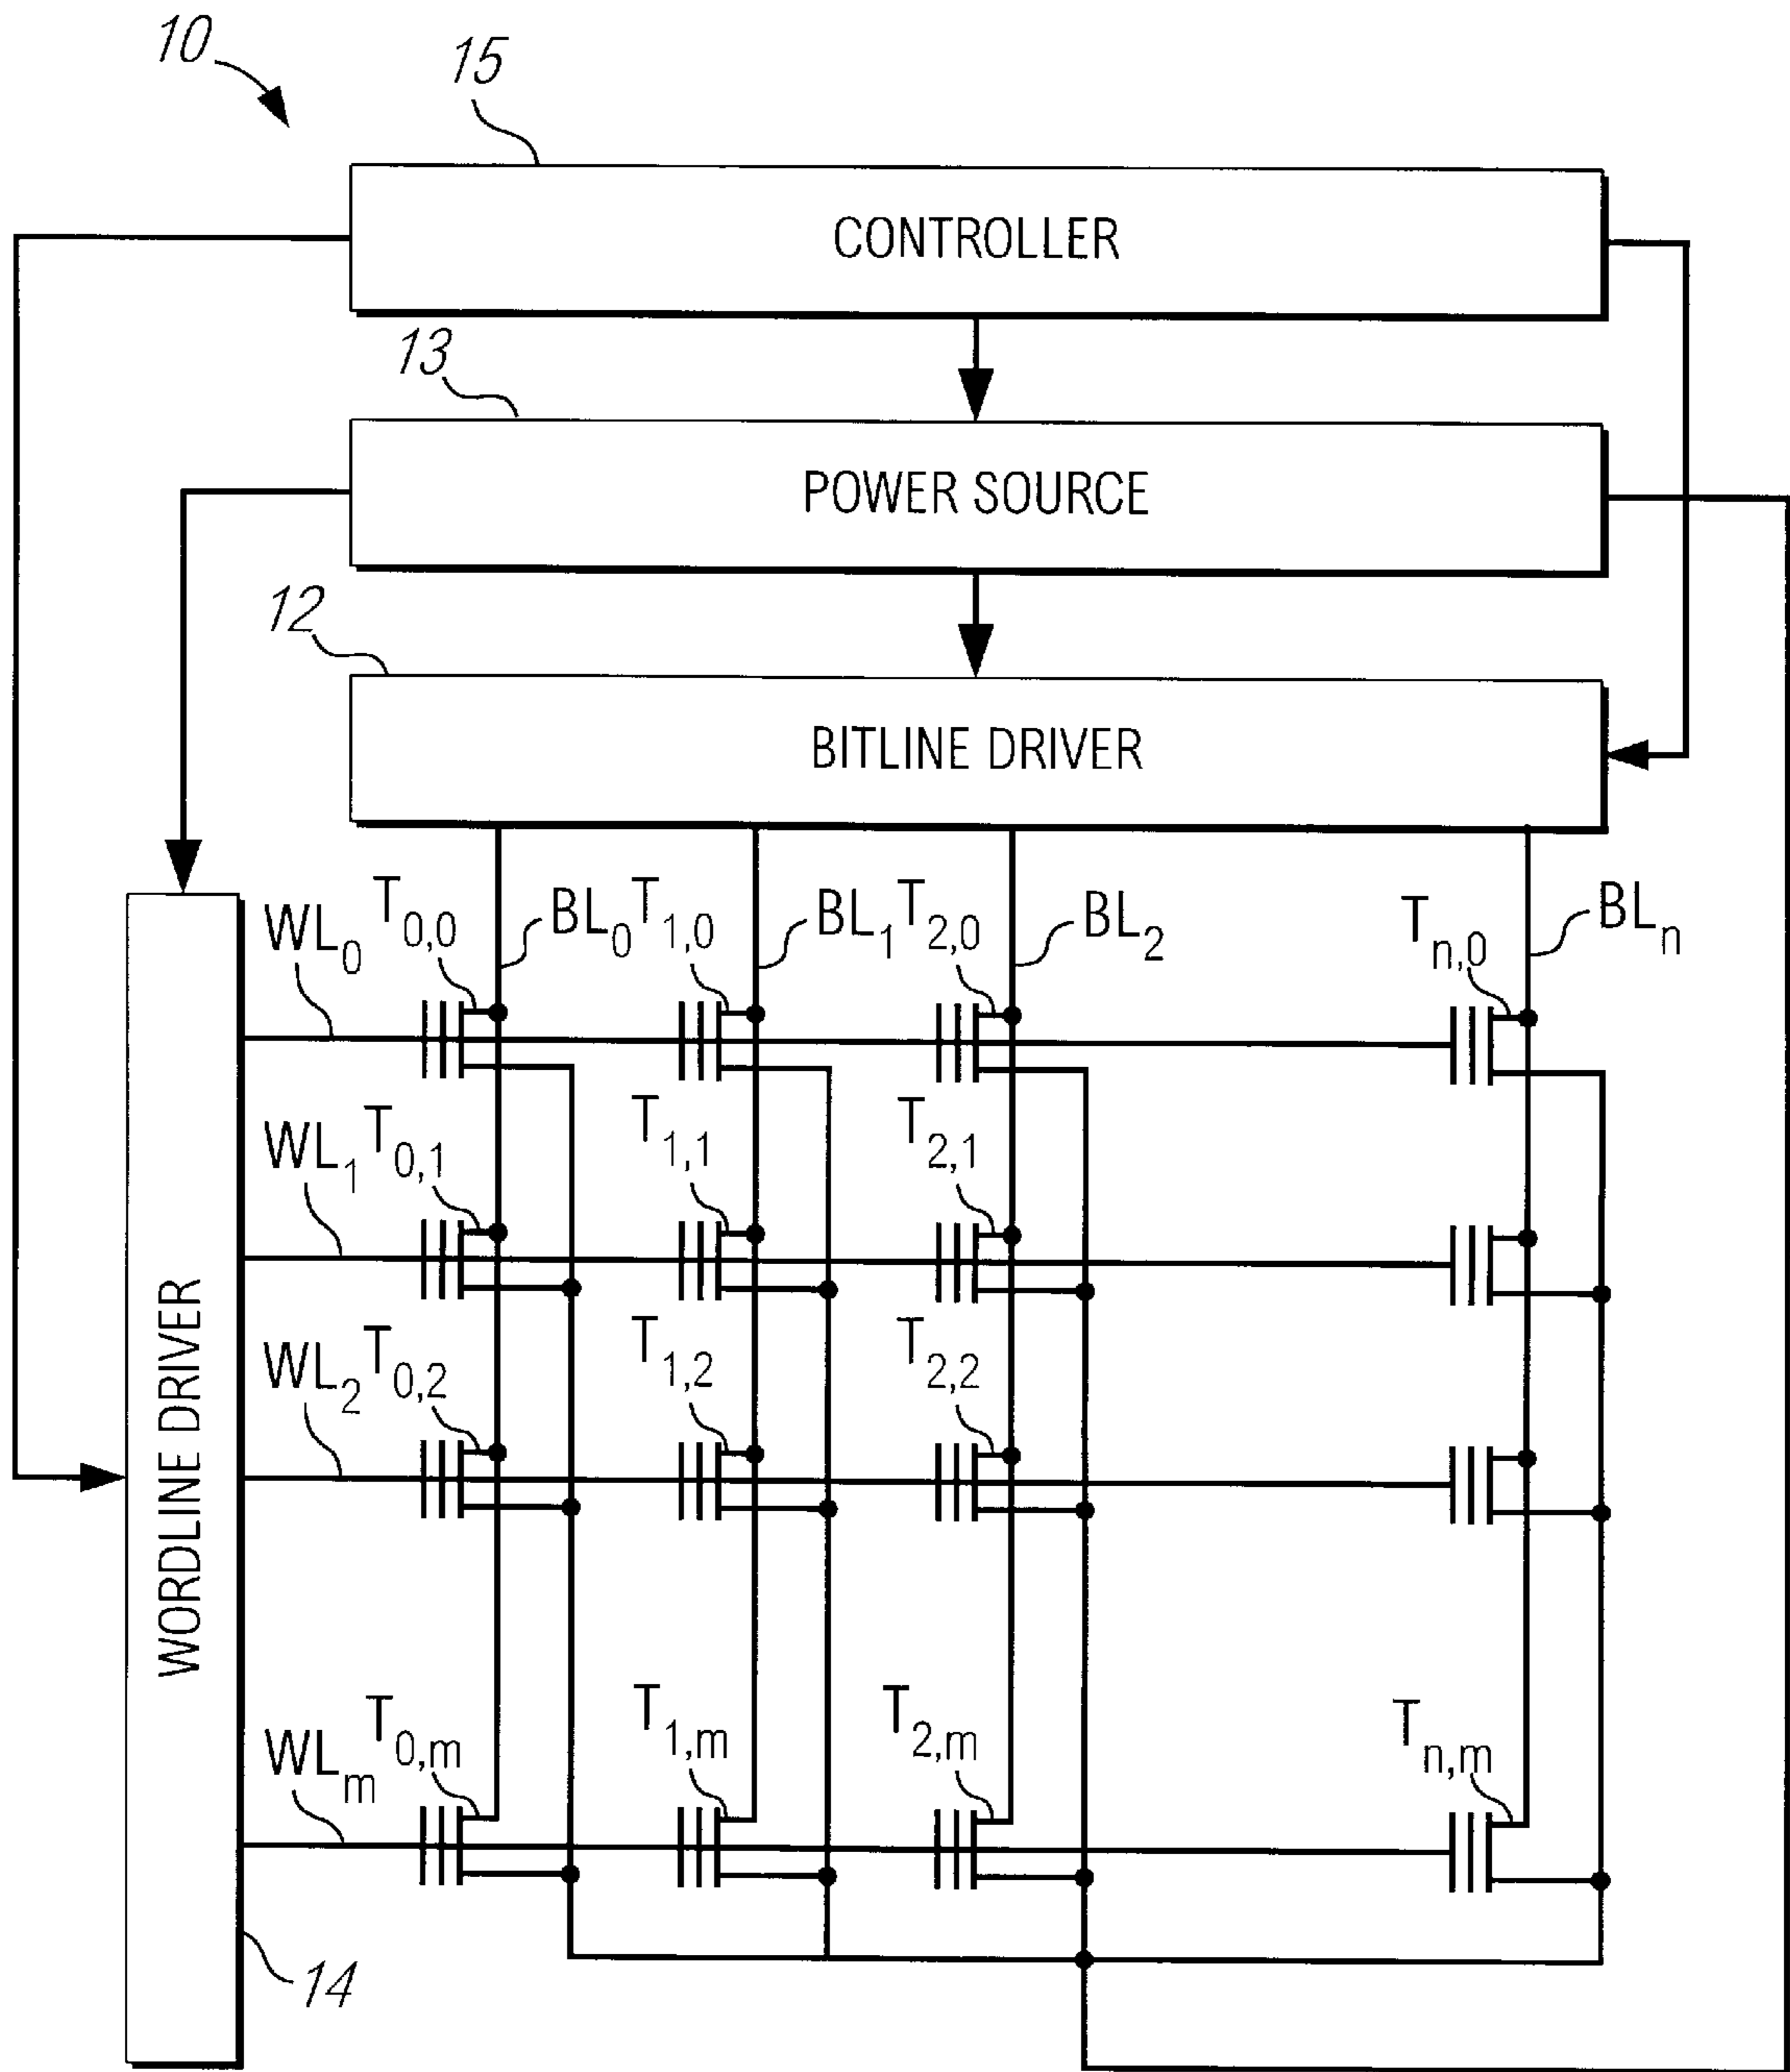 10
15
CONTROLLER
13
POWER SOURCE
12
BITLINE DRIVER
WL0 T0,0 BL0 T1,0 BL1 T2,0 BL2 Tn,0 BLn
WL1 T0,1 T1,1 T2,1
WL2 T0,2 T1,2 T2,2
WORDLINE DRIVER
WLm T0,m T1,m T2,m Tn,m
14